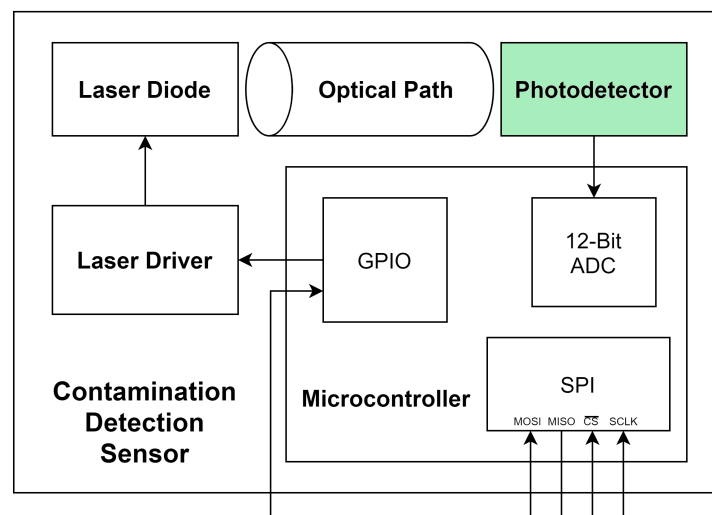 Laser Diode
Optical Path
Photodetector
Laser Driver
GPIO
12-Bit
ADC
Contamination
Detection
Sensor
Microcontroller
SPI
MOSI MISO C̅S̅ SCLK